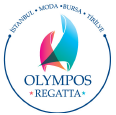 • İSTANBUL • MODA • BURSA • TİRİLYE •
OLYMPOS
REGATTA